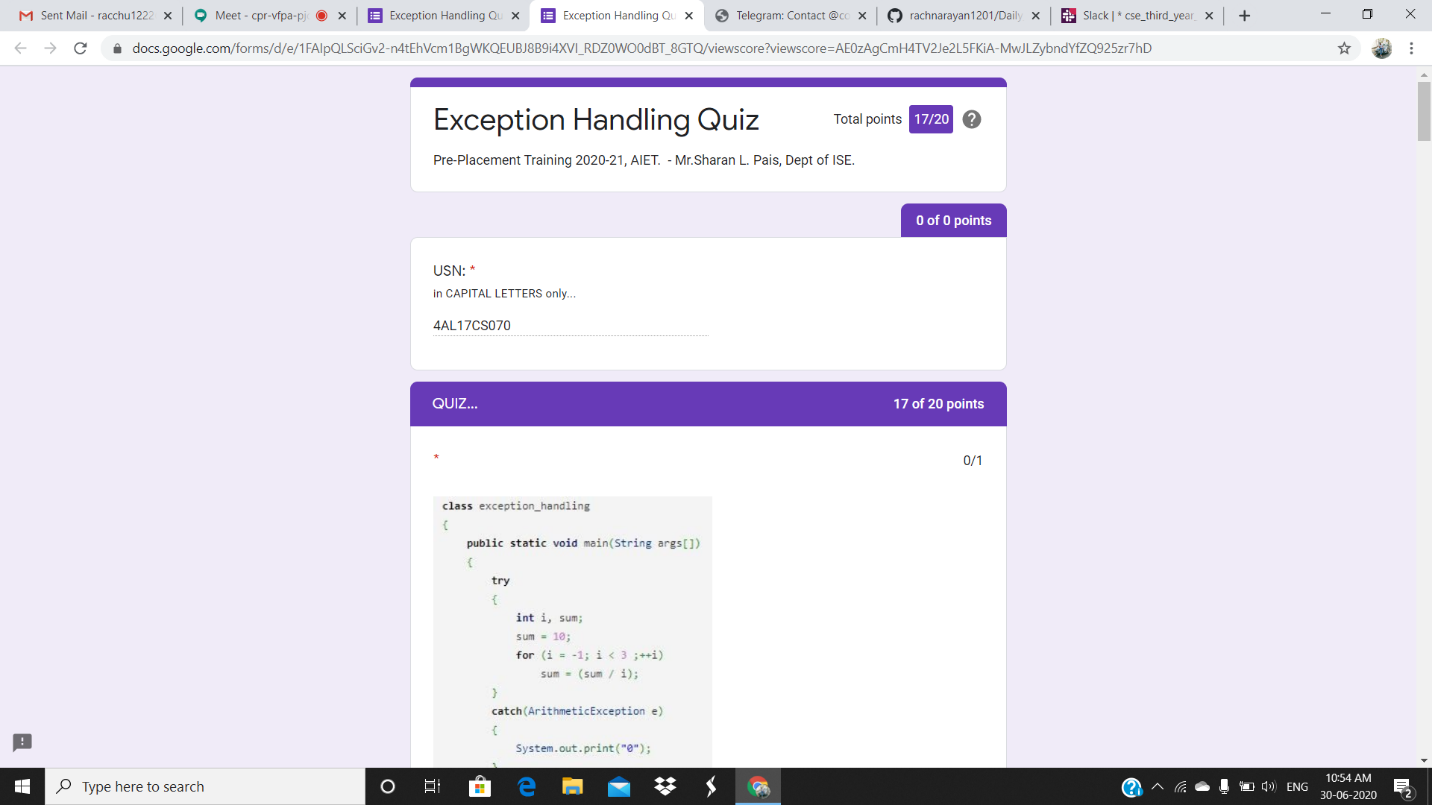 Sent Mail - racchu1222
Meet - cpr-vfpa-pj
Exception Handling Qu
Exception Handling Qu
Telegram: Contact @co
rachnarayan1201/Daily
Slack | * cse_third_year_
docs.google.com/forms/d/e/1FAIpQLSciGv2-n4tEhVcm1BgWKQEUBJ8B9i4XVI_RDZ0WO0dBT_8GTQ/viewscore?viewscore=AE0zAgCmH4TV2Je2L5FKiA-MwJLZybndYfZQ925zr7hD
Exception Handling Quiz
Total points 17/20
Pre-Placement Training 2020-21, AIET. - Mr.Sharan L. Pais, Dept of ISE.
0 of 0 points
USN: *
in CAPITAL LETTERS only...
4AL17CS070
QUIZ...
17 of 20 points
*
0/1
class exception_handling
{
public static void main(String args[])
{
try
{
int i, sum;
sum = 10;
for (i = -1; i < 3 ;++i)
sum = (sum / i);
}
catch(ArithmeticException e)
{
System.out.print("0");
}
Type here to search
ENG
10:54 AM
30-06-2020
2